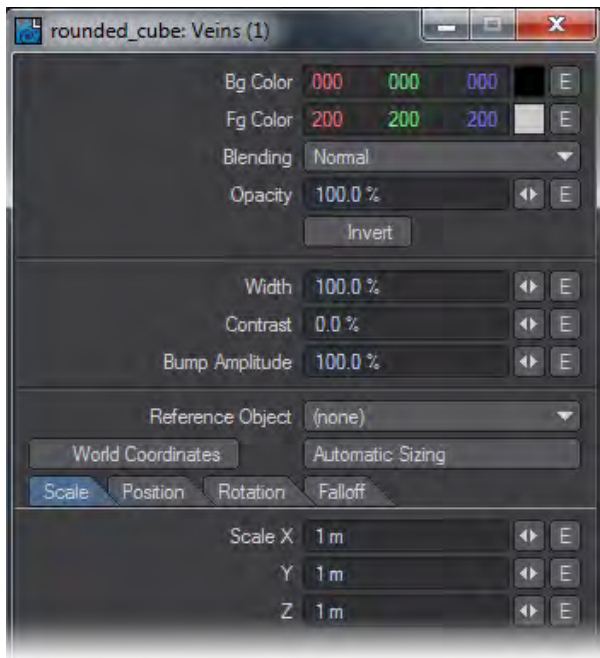 rounded_cube: Veins (1)
Bg Color 000 000 000 E
Fg Color 200 200 200 E
Blending Normal
Opacity 100.0 % E
Invert
Width 100.0 % E
Contrast 0.0 % E
Bump Amplitude 100.0 % E
Reference Object (none)
World Coordinates Automatic Sizing
Scale Position Rotation Falloff
Scale X 1 m E
Y 1 m E
Z 1 m E